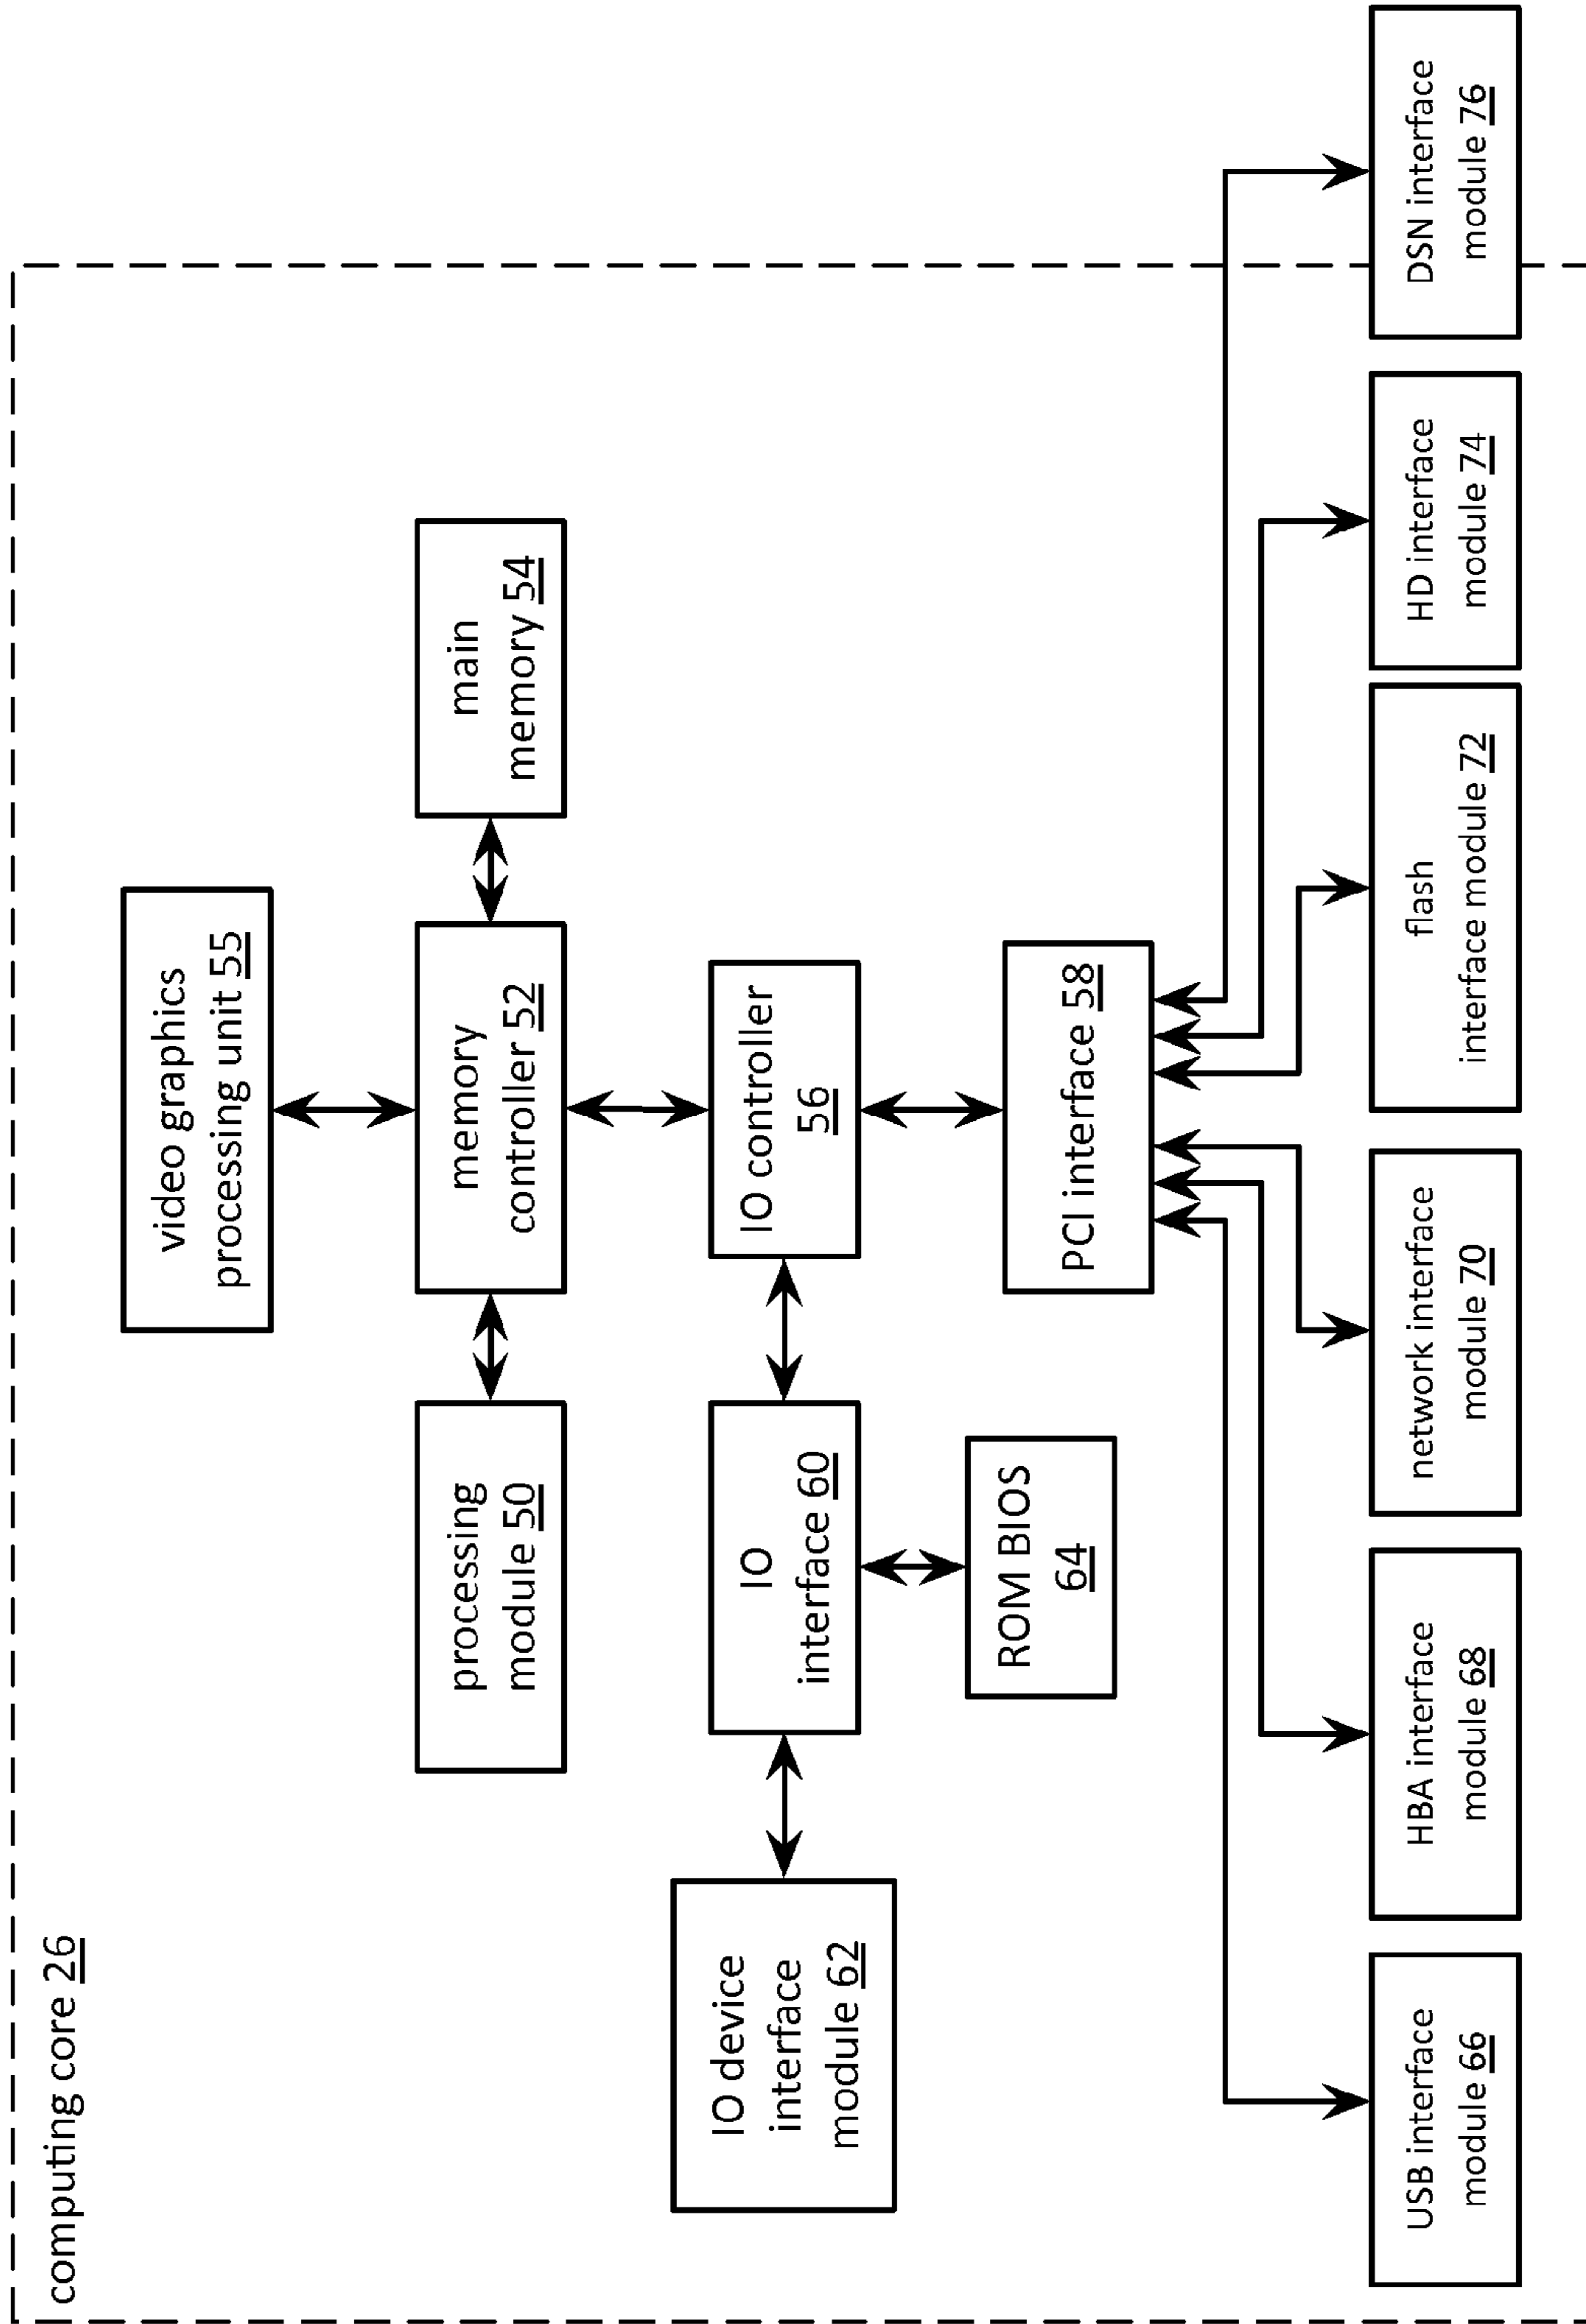 computing core 26
video graphics
processing unit 55
processing
module 50
memory
controller 52
main
memory 54
IO device
interface
module 62
IO
interface 60
IO controller
56
ROM BIOS
64
PCI interface 58
USB interface
module 66
HBA interface
module 68
network interface
module 70
flash
interface module 72
HD interface
module 74
DSN interface
module 76